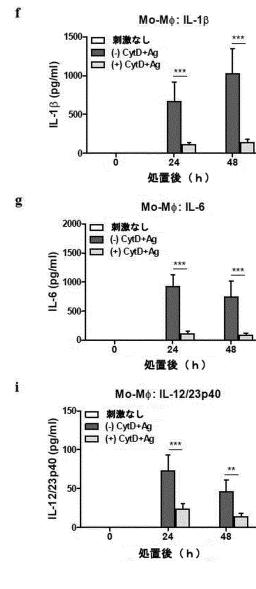 f
Mo-Mϕ: IL-1β
IL-1β (pg/ml)
1500
1000
500
0
刺激なし
(-) CytD+Ag
(+) CytD+Ag
***
***
0 24 48
処置後（h）
g
Mo-Mϕ: IL-6
IL-6 (pg/ml)
2000
1500
1000
500
0
刺激なし
(-) CytD+Ag
(+) CytD+Ag
***
***
0 24 48
処置後（h）
i
Mo-Mϕ: IL-12/23p40
IL-12/23p40 (pg/ml)
150
100
50
0
刺激なし
(-) CytD+Ag
(+) CytD+Ag
***
**
0 24 48
処置後（h）